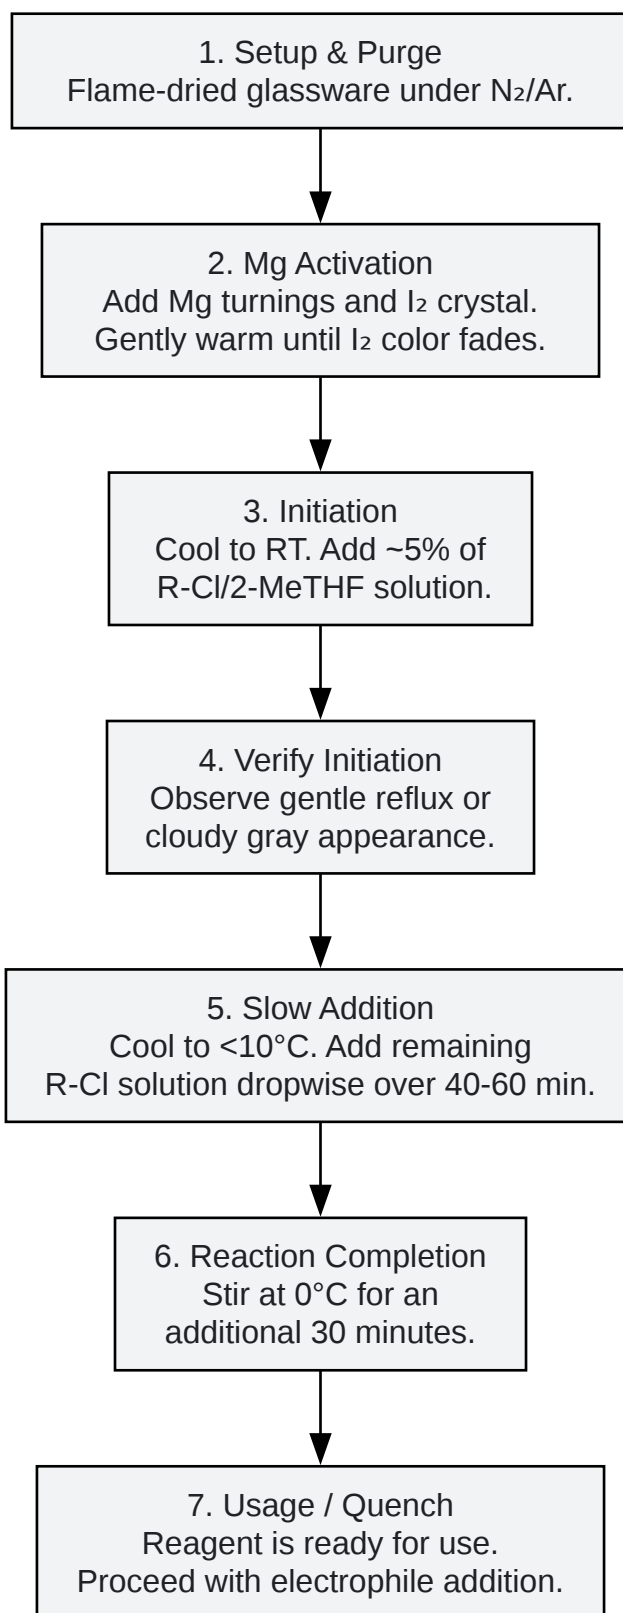 1. Setup & Purge
Flame-dried glassware under N₂/Ar.
2. Mg Activation
Add Mg turnings and I₂ crystal.
Gently warm until I₂ color fades.
3. Initiation
Cool to RT. Add ~5% of
R-Cl/2-MeTHF solution.
4. Verify Initiation
Observe gentle reflux or
cloudy gray appearance.
5. Slow Addition
Cool to <10°C. Add remaining
R-Cl solution dropwise over 40-60 min.
6. Reaction Completion
Stir at 0°C for an
additional 30 minutes.
7. Usage / Quench
Reagent is ready for use.
Proceed with electrophile addition.